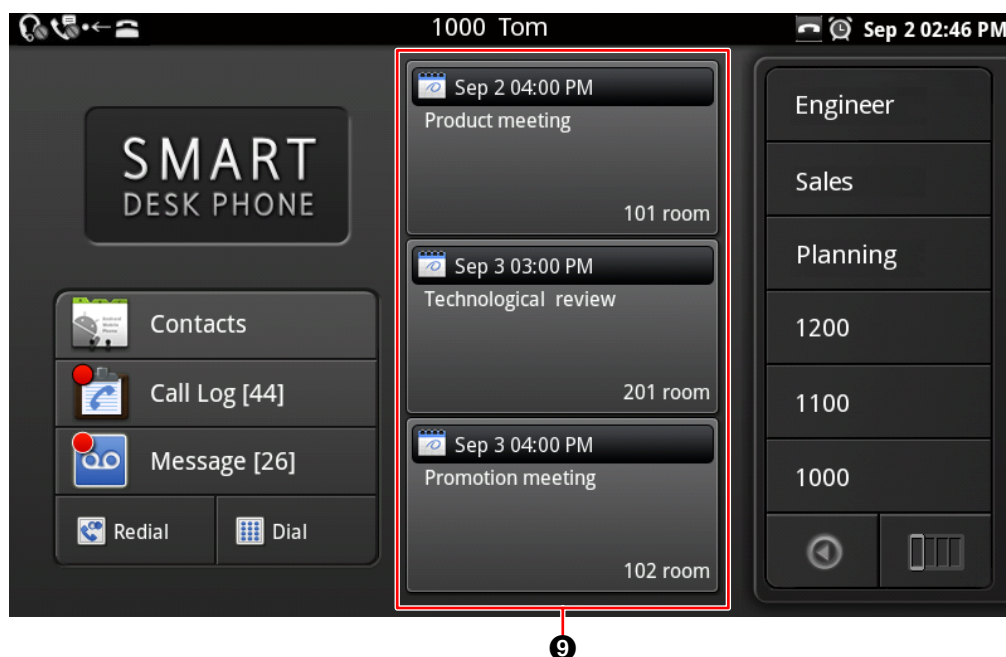 1000 Tom
Sep 2 02:46 PM
SMART
DESK PHONE
Contacts
Call Log [44]
Message [26]
Redial
Dial
Sep 2 04:00 PM
Product meeting
101 room
Sep 3 03:00 PM
Technological review
201 room
Sep 3 04:00 PM
Promotion meeting
102 room
Engineer
Sales
Planning
1200
1100
1000
❾